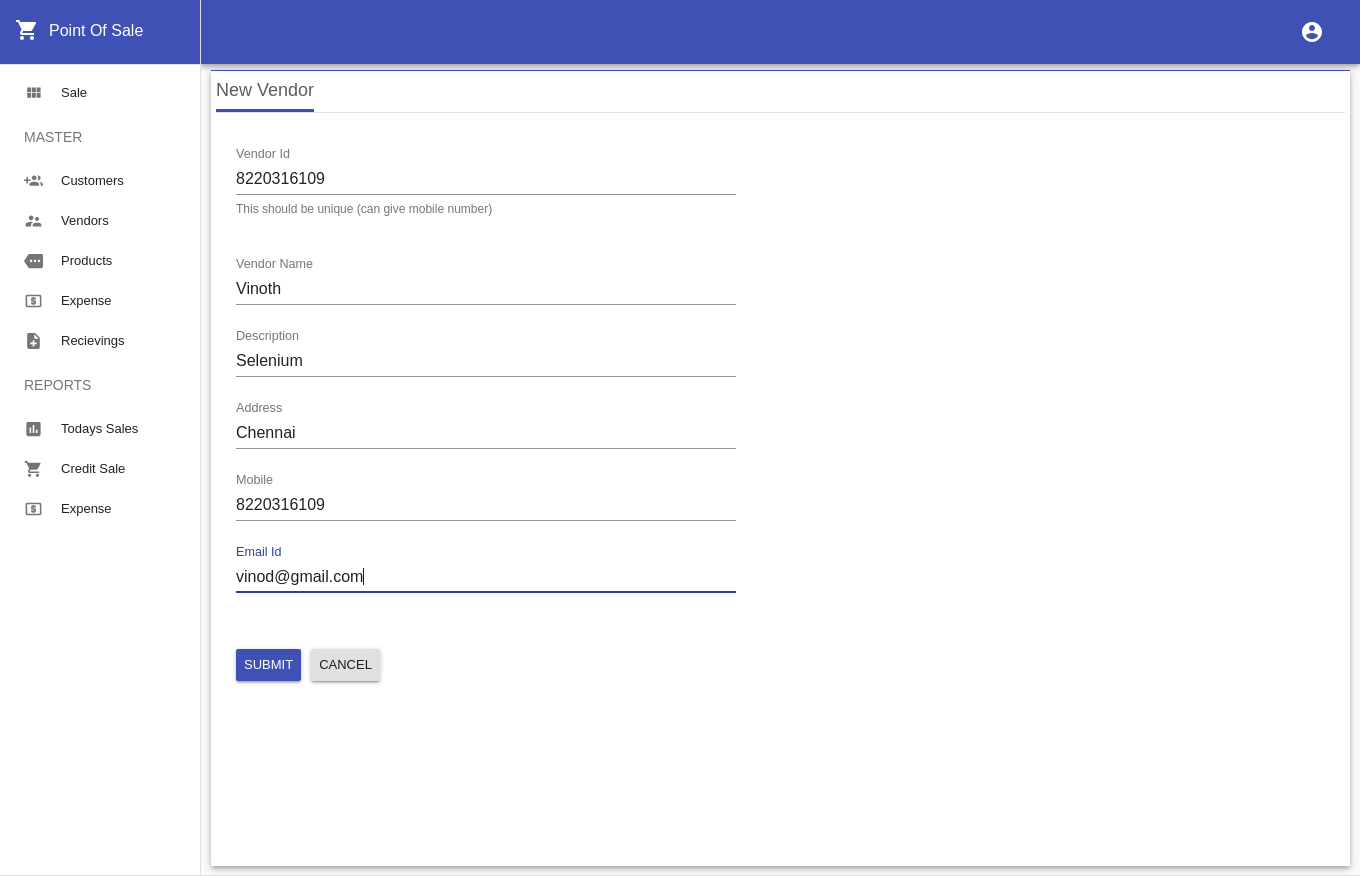 Point Of Sale
Sale
MASTER
Customers
Vendors
Products
Expense
Recievings
REPORTS
Todays Sales
Credit Sale
Expense
New Vendor
Vendor Id
8220316109
This should be unique (can give mobile number)
Vendor Name
Vinoth
Description
Selenium
Address
Chennai
Mobile
8220316109
Email Id
vinod@gmail.com
SUBMIT CANCEL